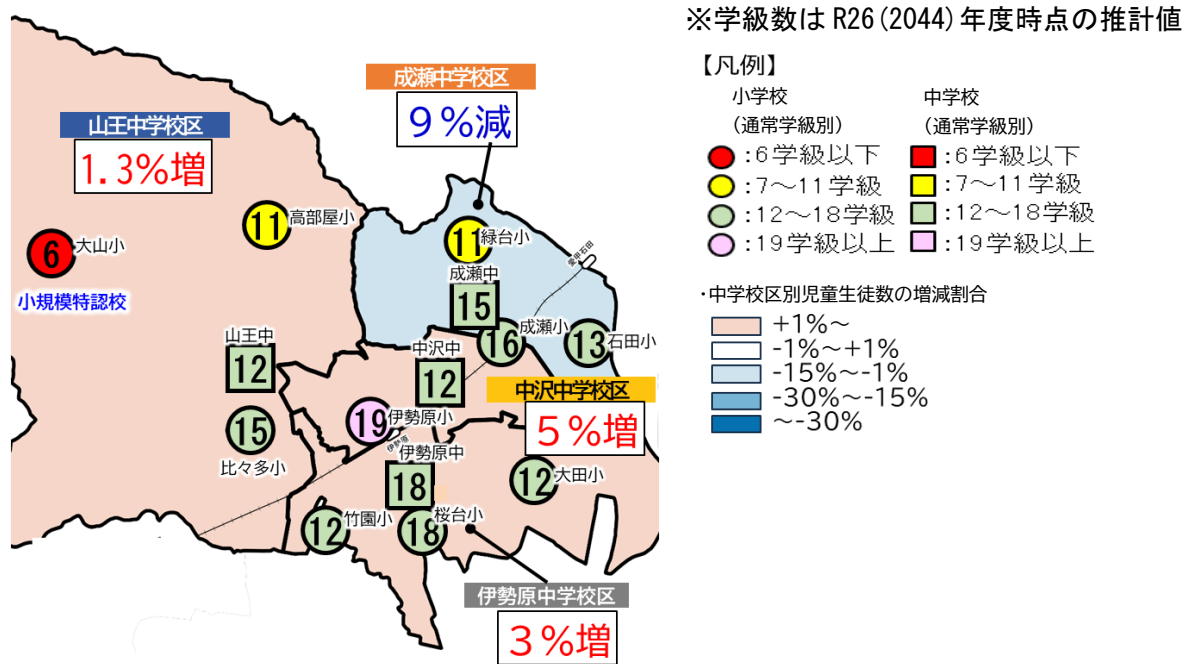 ※学級数はR26(2044)年度時点の推計値
【凡例】
小学校
(通常学級別)
:6学級以下
:7～11学級
:12～18学級
:19学級以上
中学校
(通常学級別)
:6学級以下
:7～11学級
:12～18学級
:19学級以上
・中学校区別児童生徒数の増減割合
+1%～
-1%～+1%
-15%～-1%
-30%～-15%
～-30%
成瀬中学校区
9%減
山王中学校区
1.3%増
11
高部屋小
6
大山小
小規模特認校
11
緑台小
愛甲石田
成瀬中
15
16
成瀬小
13
石田小
山王中
12
中沢中
12
中沢中学校区
5%増
15
比々多小
19
伊勢原小
伊勢原
伊勢原中
18
12
大田小
12
竹園小
18
桜台小
伊勢原中学校区
3%増